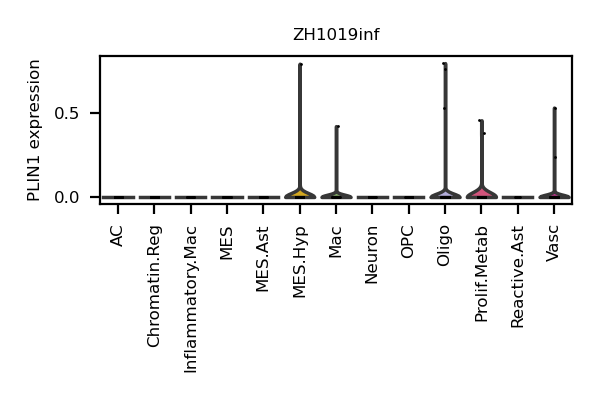 ZH1019inf
PLIN1 expression
0.5
0.0
AC
Chromatin.Reg
Inflammatory.Mac
MES
MES.Ast
MES.Hyp
Mac
Neuron
OPC
Oligo
Prolif.Metab
Reactive.Ast
Vasc